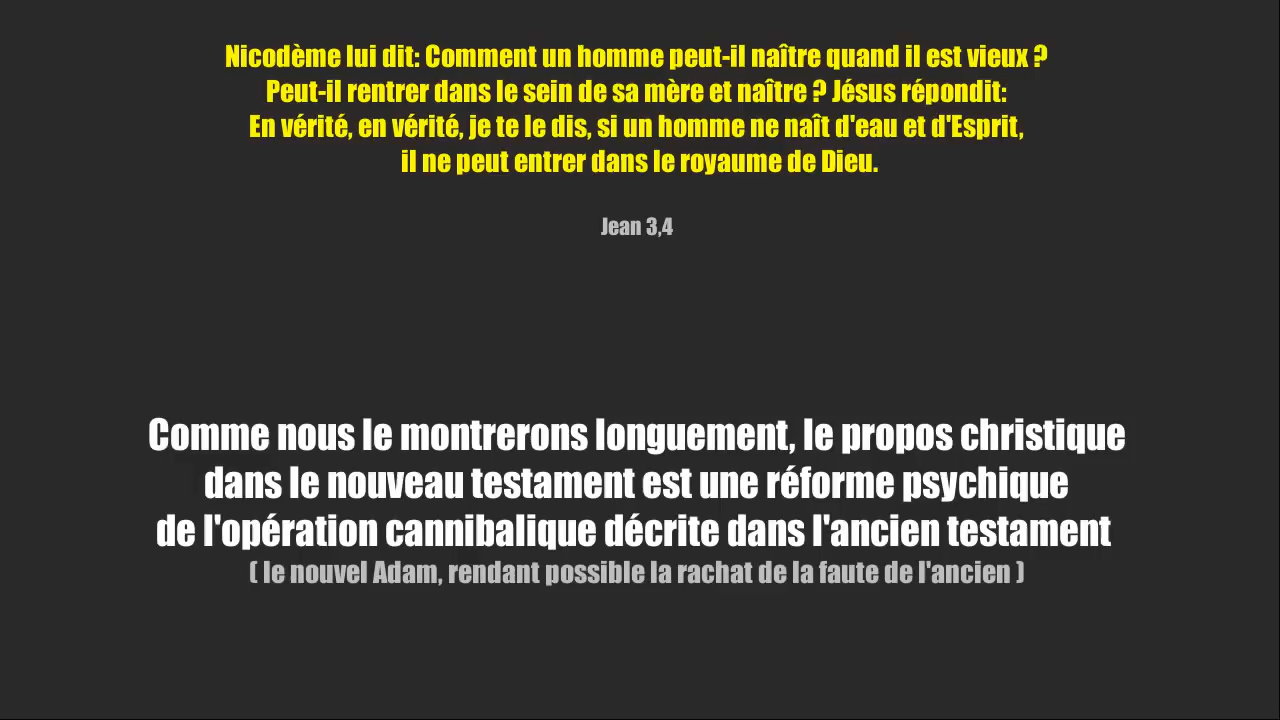 Nicodème lui dit: Comment un homme peut-il naître quand il est vieux ?
Peut-il rentrer dans le sein de sa mère et naître ? Jésus répondit:
En vérité, en vérité, je te le dis, si un homme ne naît d'eau et d'Esprit,
il ne peut entrer dans le royaume de Dieu.
Jean 3,4
Comme nous le montrerons longuement, le propos christique
dans le nouveau testament est une réforme psychique
de l'opération cannibalique décrite dans l'ancien testament
( le nouvel Adam, rendant possible la rachat de la faute de l'ancien )